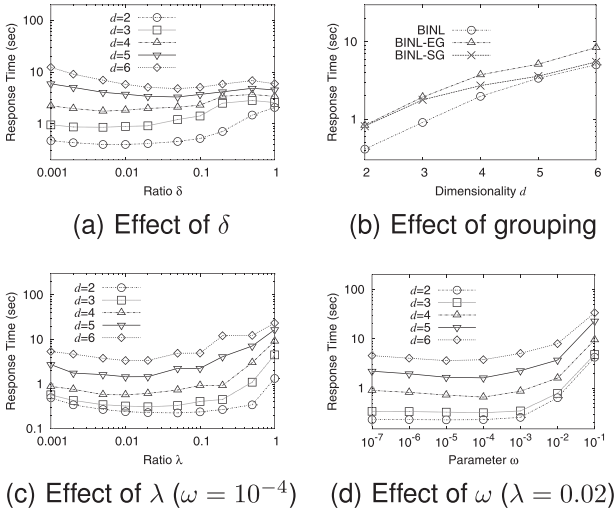 Response Time (sec)
100
10
1
d=2
d=3
d=4
d=5
d=6
0.001
0.01
0.1
1
Ratio δ
(a) Effect of δ
Response Time (sec)
10
1
BINL
BINL-EG
BINL-SG
2
3
4
5
6
Dimensionality d
(b) Effect of grouping
Response Time (sec)
100
10
1
0.1
d=2
d=3
d=4
d=5
d=6
0.001
0.01
0.1
1
Ratio λ
(c) Effect of λ (ω = 10⁻⁴)
Response Time (sec)
100
10
1
d=2
d=3
d=4
d=5
d=6
10⁻⁷
10⁻⁶
10⁻⁵
10⁻⁴
10⁻³
10⁻²
10⁻¹
Parameter ω
(d) Effect of ω (λ = 0.02)